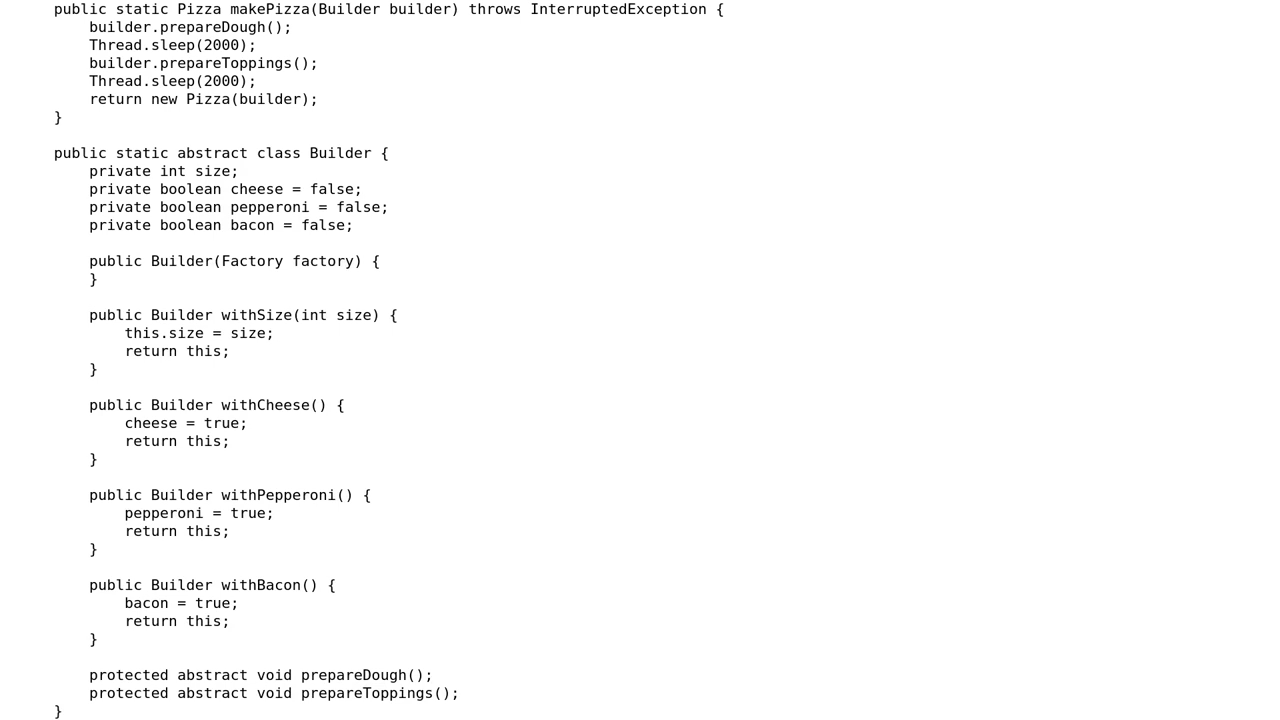 public static Pizza makePizza(Builder builder) throws InterruptedException {
    builder.prepareDough();
    Thread.sleep(2000);
    builder.prepareToppings();
    Thread.sleep(2000);
    return new Pizza(builder);
}

public static abstract class Builder {
    private int size;
    private boolean cheese = false;
    private boolean pepperoni = false;
    private boolean bacon = false;

    public Builder(Factory factory) {
    }

    public Builder withSize(int size) {
        this.size = size;
        return this;
    }

    public Builder withCheese() {
        cheese = true;
        return this;
    }

    public Builder withPepperoni() {
        pepperoni = true;
        return this;
    }

    public Builder withBacon() {
        bacon = true;
        return this;
    }

    protected abstract void prepareDough();
    protected abstract void prepareToppings();
}